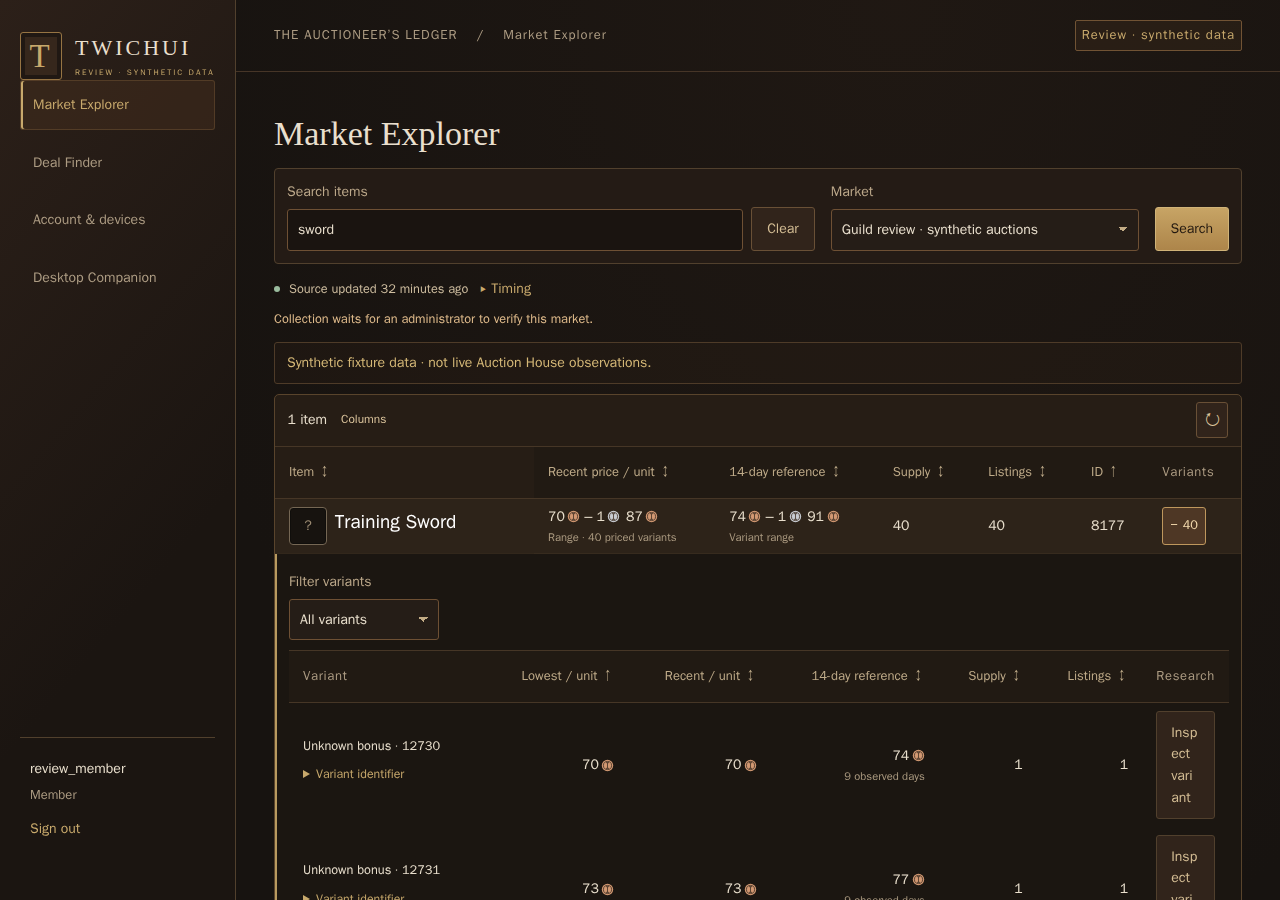 T
TWICHUI
REVIEW · SYNTHETIC DATA
Market Explorer
Deal Finder
Account & devices
Desktop Companion
review_member
Member
Sign out
THE AUCTIONEER'S LEDGER / Market Explorer
Review · synthetic data
Market Explorer
Search items
Market
sword
Clear
Guild review · synthetic auctions
Search
Source updated 32 minutes ago ▸ Timing
Collection waits for an administrator to verify this market.
Synthetic fixture data · not live Auction House observations.
1 item Columns
Item ↕ Recent price / unit ↕ 14-day reference ↕ Supply ↕ Listings ↕ ID ↑ Variants
? Training Sword 70 – 1 87 74 – 1 91 40 40 8177 − 40
Range · 40 priced variants Variant range
Filter variants
All variants
Variant Lowest / unit ↑ Recent / unit ↕ 14-day reference ↕ Supply ↕ Listings ↕ Research
Unknown bonus · 12730
▶ Variant identifier
70 70 74 1 1
9 observed days
Insp
ect
vari
ant
Unknown bonus · 12731
▶ Variant identifier
73 73 77 1 1
9 observed days
Insp
ect
vari